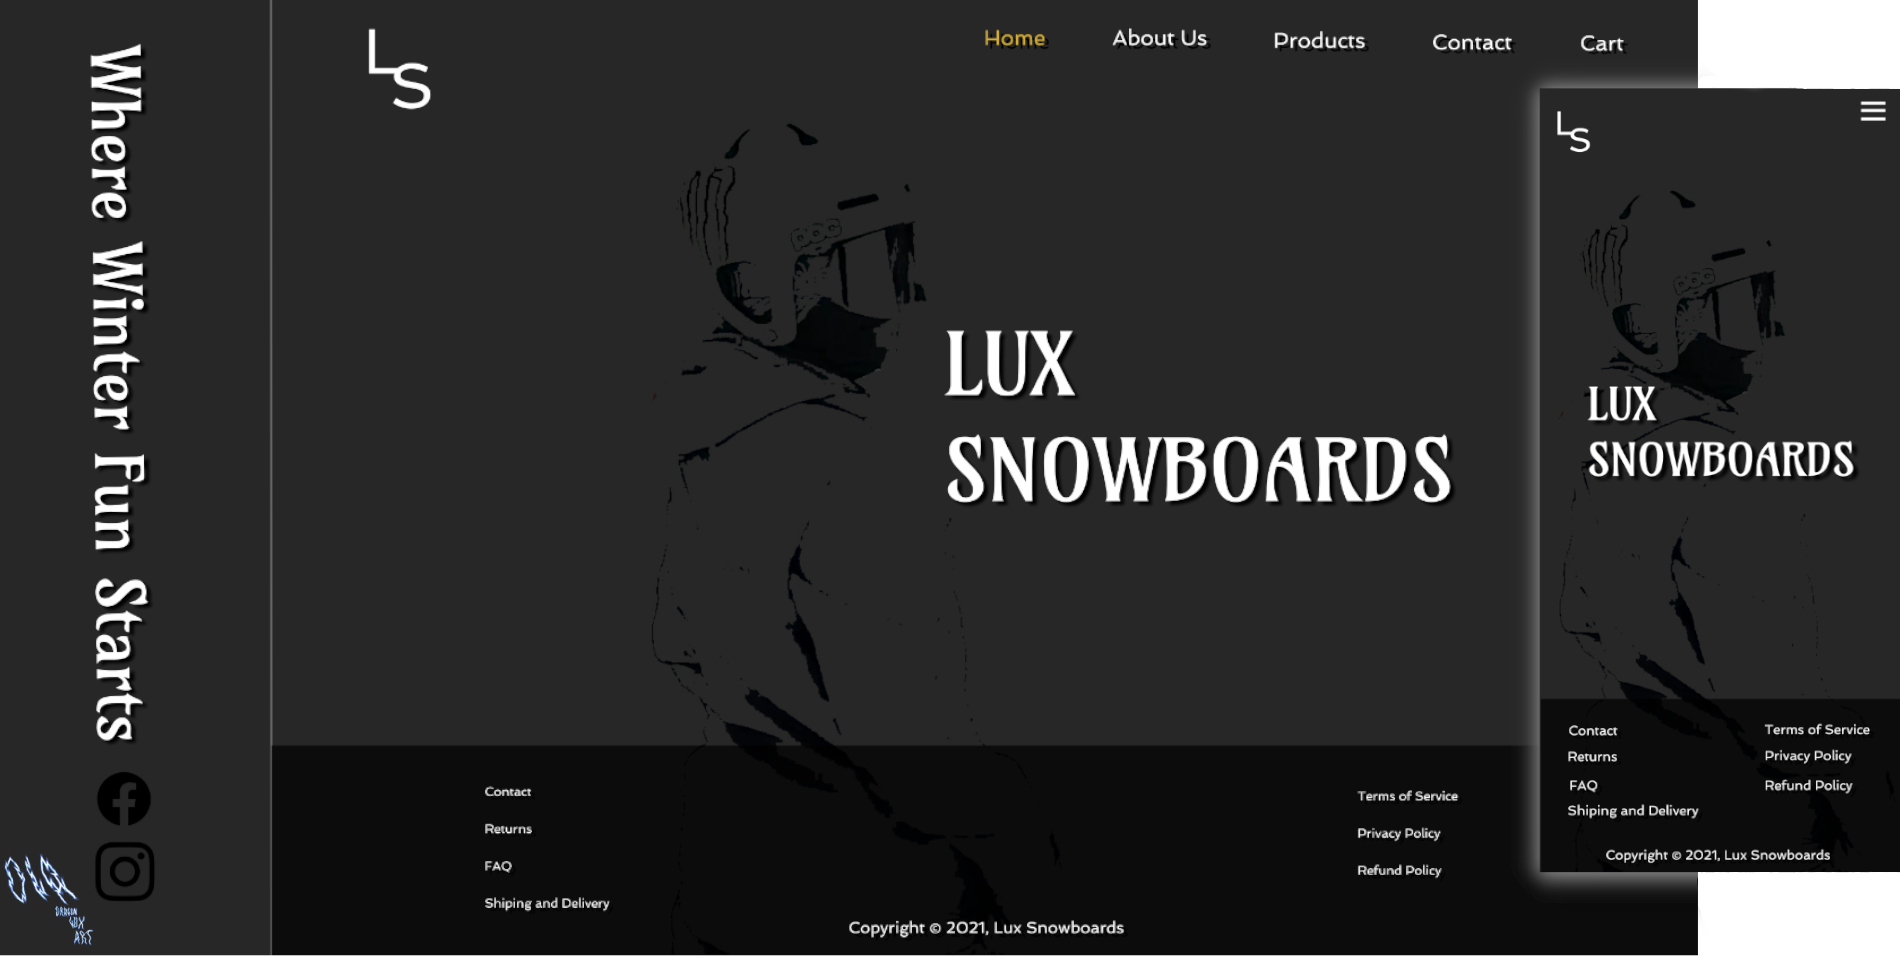 Where Winter Fun Starts
LS
Home
About Us
Products
Contact
Cart
LUX
SNOWBOARDS
Contact
Returns
FAQ
Shiping and Delivery
Terms of Service
Privacy Policy
Refund Policy
Copyright © 2021, Lux Snowboards
LS
LUX
SNOWBOARDS
Contact
Returns
FAQ
Shiping and Delivery
Terms of Service
Privacy Policy
Refund Policy
Copyright © 2021, Lux Snowboards
DRAGON
ART